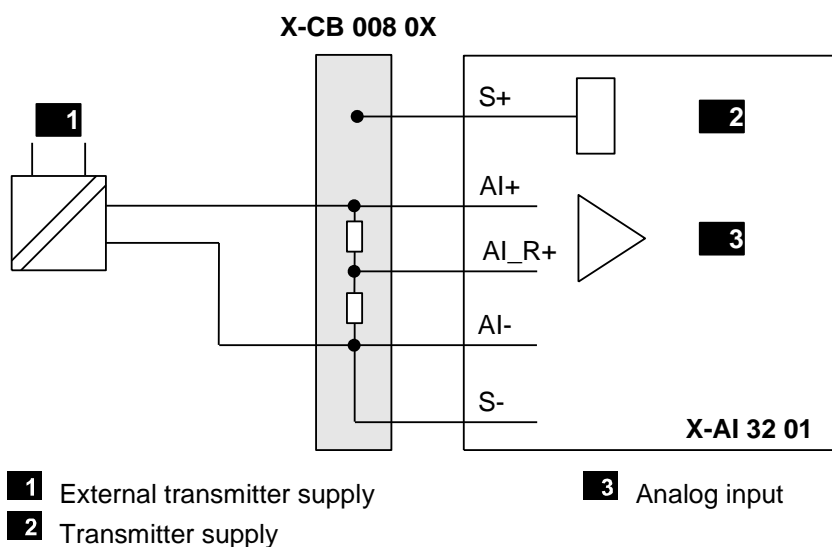 X-CB 008 0X
1
S+
2
AI+
3
AI_R+
AI-
S-
X-AI 32 01
1 External transmitter supply
2 Transmitter supply
3 Analog input